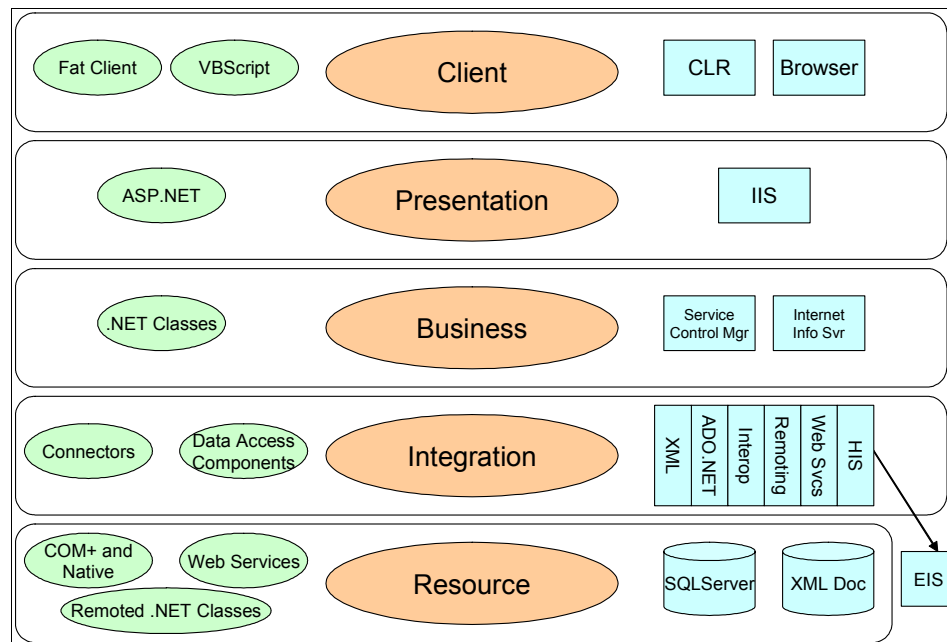 Fat Client
VBScript
Client
CLR
Browser
ASP.NET
Presentation
IIS
.NET Classes
Business
Service
Control Mgr
Internet
Info Svr
Connectors
Data Access
Components
Integration
XML
ADO.NET
Interop
Remoting
Web Svcs
HIS
COM+ and
Native
Web Services
Remoted .NET Classes
Resource
SQLServer
XML Doc
EIS